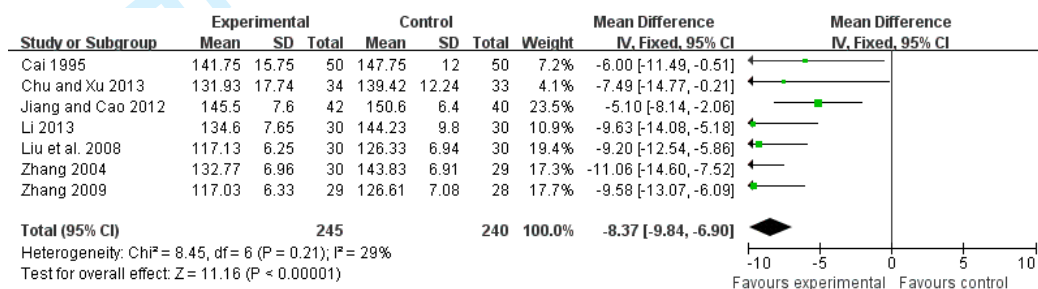 Experimental Control Mean Difference Mean Difference
Study or Subgroup Mean SD Total Mean SD Total Weight IV, Fixed, 95% CI IV, Fixed, 95% CI
Cai 1995 141.75 15.75 50 147.75 12 50 7.2% -6.00 [-11.49, -0.51]
Chu and Xu 2013 131.93 17.74 34 139.42 12.24 33 4.1% -7.49 [-14.77, -0.21]
Jiang and Cao 2012 145.5 7.6 42 150.6 6.4 40 23.5% -5.10 [-8.14, -2.06]
Li 2013 134.6 7.65 30 144.23 9.8 30 10.9% -9.63 [-14.08, -5.18]
Liu et al. 2008 117.13 6.25 30 126.33 6.94 30 19.4% -9.20 [-12.54, -5.86]
Zhang 2004 132.77 6.96 30 143.83 6.91 29 17.3% -11.06 [-14.60, -7.52]
Zhang 2009 117.03 6.33 29 126.61 7.08 28 17.7% -9.58 [-13.07, -6.09]
Total (95% CI) 245 240 100.0% -8.37 [-9.84, -6.90]
Heterogeneity: Chi² = 8.45, df = 6 (P = 0.21); I² = 29%
Test for overall effect: Z = 11.16 (P < 0.00001)
-10 -5 0 5 10
Favours experimental Favours control